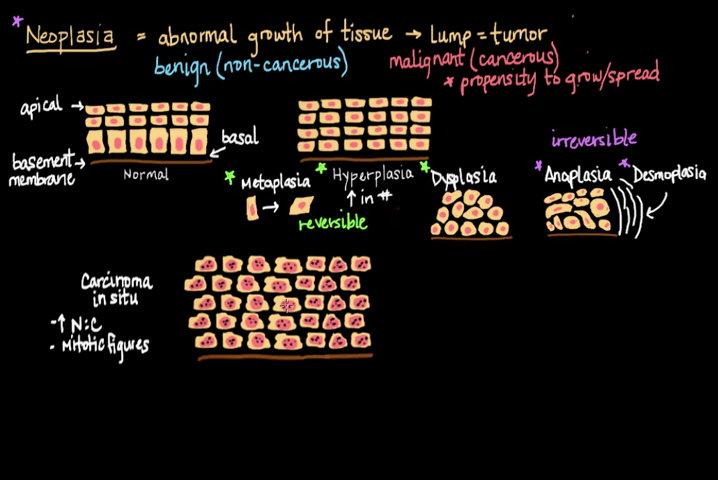 * Neoplasia = abnormal growth of tissue → Lump = tumor
benign (non-cancerous) malignant (cancerous)
* propensity to grow/spread
apical →
basal
basement → membrane
Normal
* Metaplasia
→
* Hyperplasia
↑ in #
reversible
* Dysplasia
irreversible
* Anaplasia
* Desmoplasia
Carcinoma
in situ
-↑ N:C
- Mitotic figures